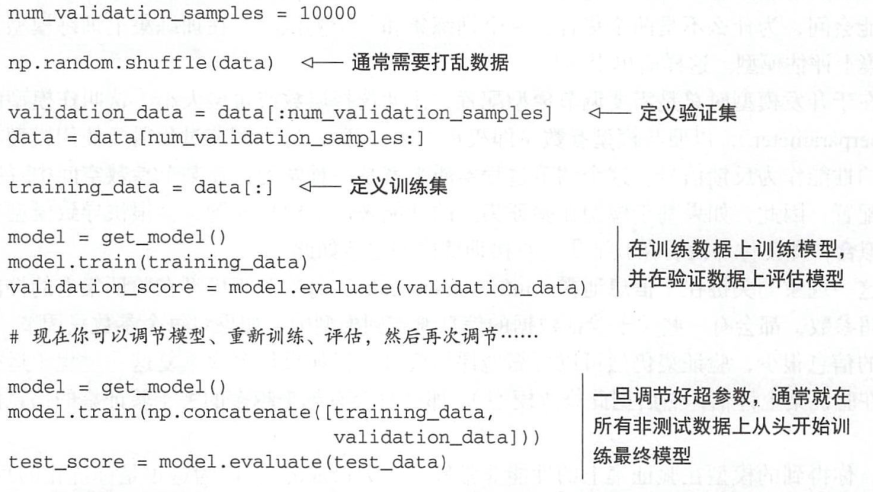 num_validation_samples = 10000
np.random.shuffle(data) 通常需要打乱数据
validation_data = data[:num_validation_samples] 定义验证集
data = data[num_validation_samples:]
training_data = data[:] 定义训练集
model = get_model()
model.train(training_data)
validation_score = model.evaluate(validation_data)
在训练数据上训练模型，
并在验证数据上评估模型
# 现在你可以调节模型、重新训练、评估，然后再次调节……
model = get_model()
model.train(np.concatenate([training_data,
validation_data]))
test_score = model.evaluate(test_data)
一旦调节好超参数，通常就在
所有非测试数据上从头开始训
练最终模型